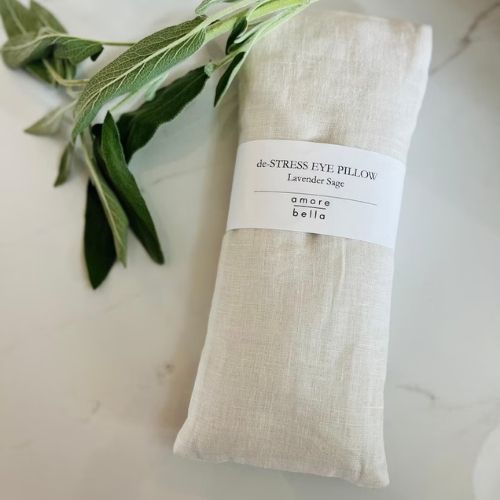 de-STRESS EYE PILLOW
Lavender Sage
amore
bella